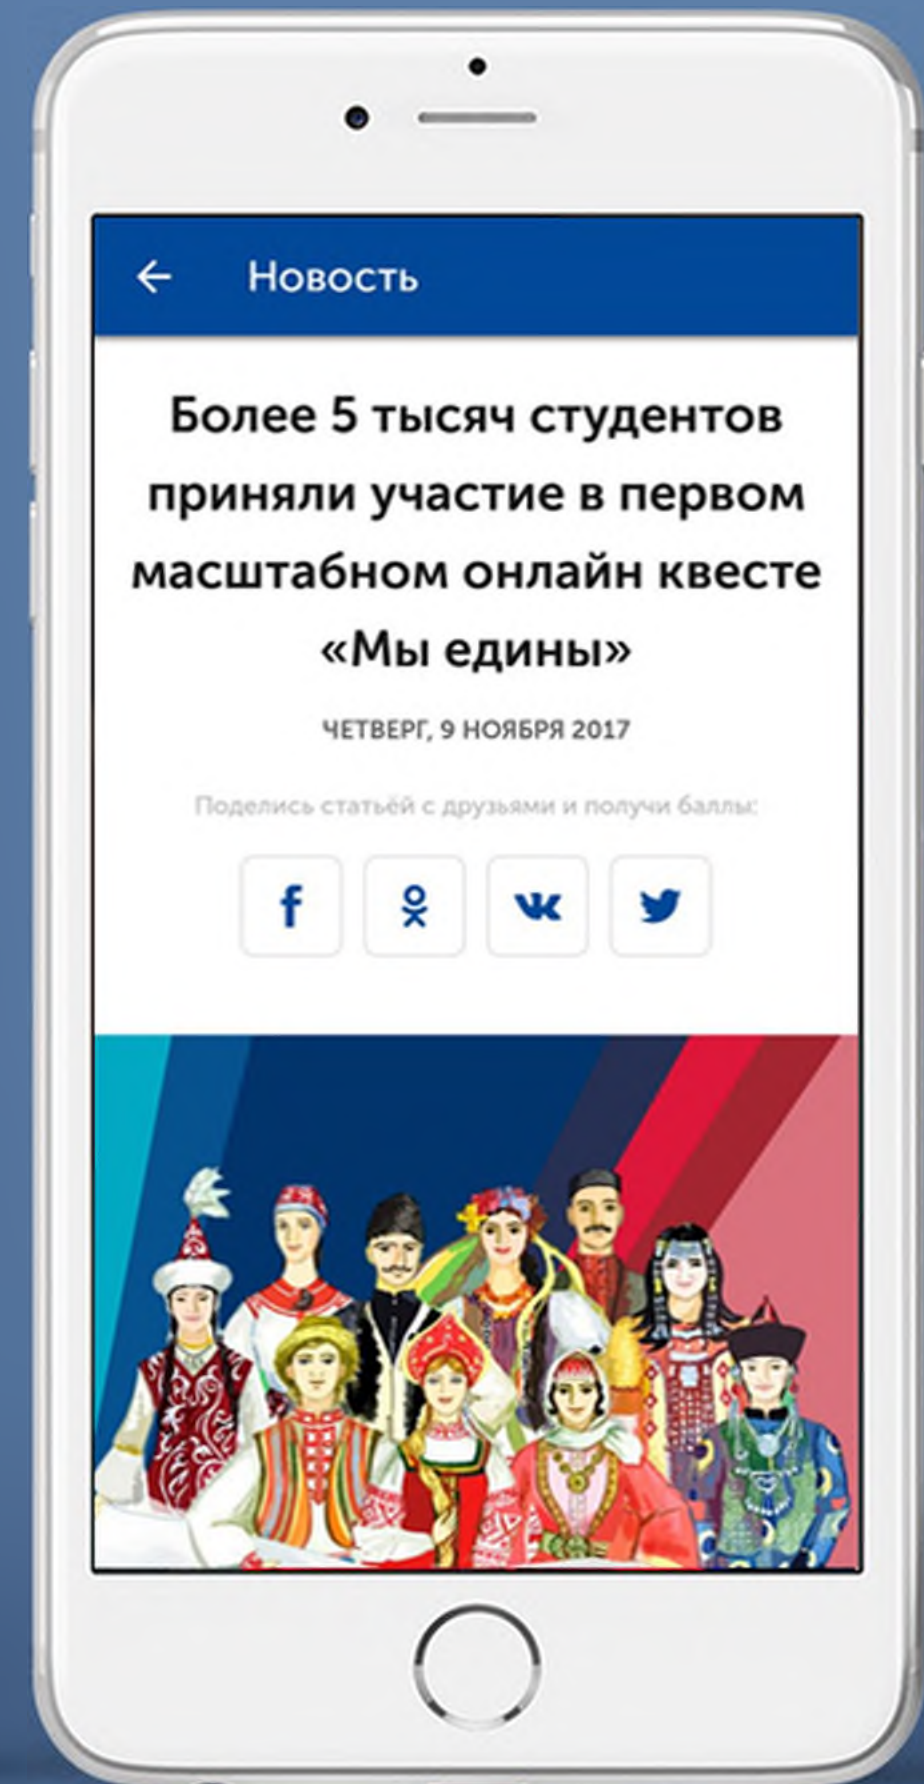 Новость
Более 5 тысяч студентов
приняли участие в первом
масштабном онлайн квесте
«Мы едины»
ЧЕТВЕРГ, 9 НОЯБРЯ 2017
Поделись статьёй с друзьями и получи баллы: